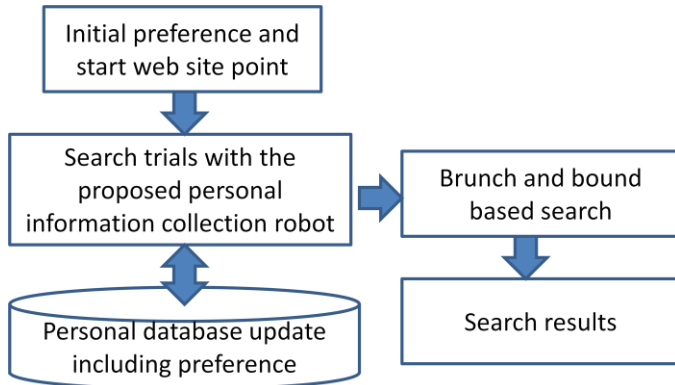 Initial preference and
start web site point
Search trials with the
proposed personal
information collection robot
Brunch and bound
based search
Personal database update
including preference
Search results